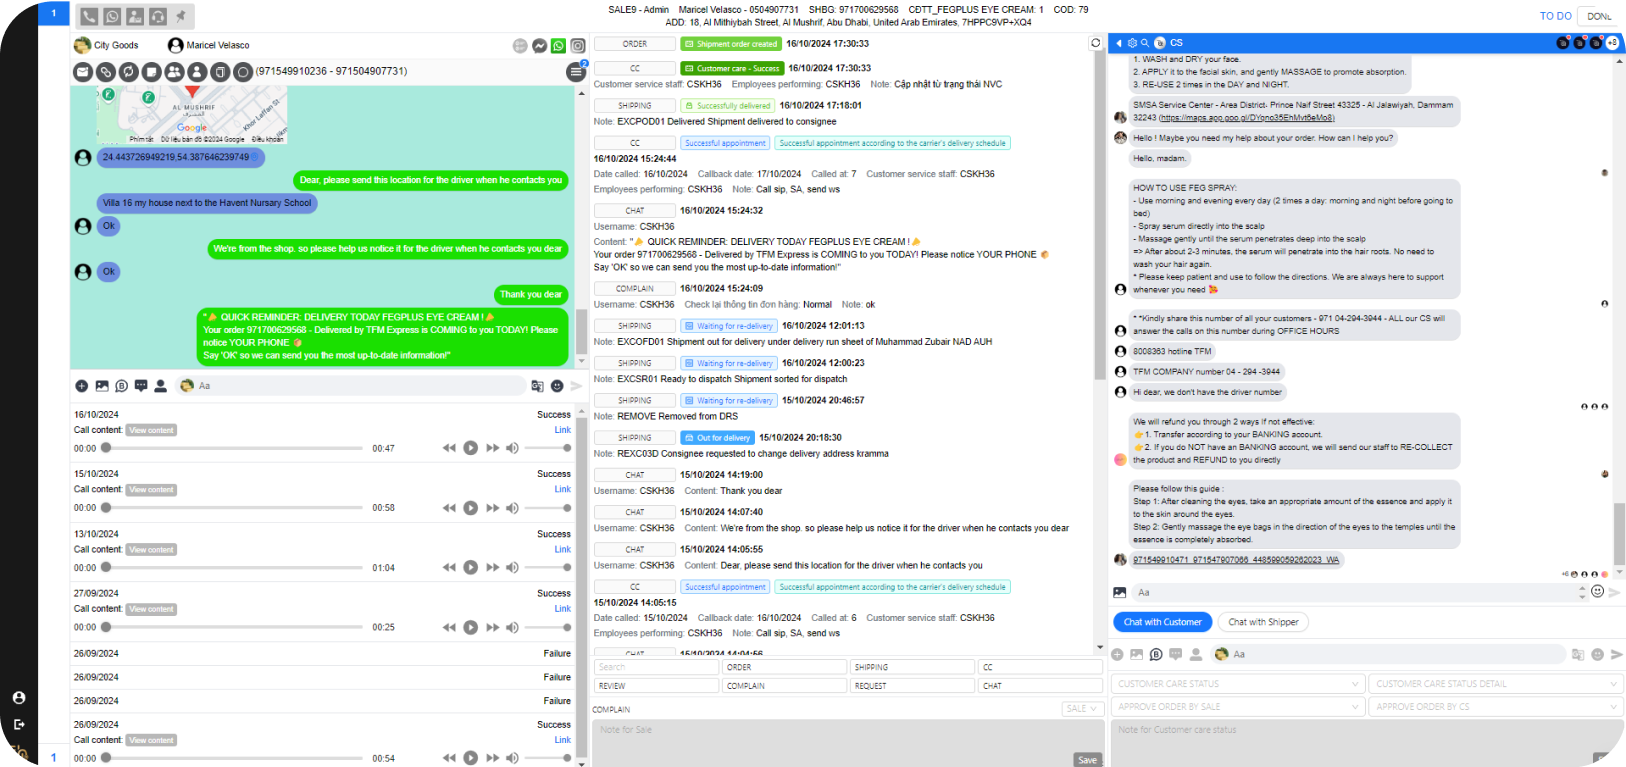 1
SALE9 - Admin Maricel Velasco - 0504907731 SHBG: 971700629568 CDTT_FEGPLUS EYE CREAM: 1 COD: 79
ADD: 18, Al Mithiybah Street, Al Mushrif, Abu Dhabi, United Arab Emirates, 7HPPC9VP+XQ4
TO DO
City Goods
Maricel Velasco
(971549910236 - 971504907731)
2
AL MUSHRIF
المشرف
Khor Laffan St
Google
Phím tắt Dữ liệu bản đồ ©2024 Google Điều khoản
24.443726949219,54.387646239749
Dear, please send this location for the driver when he contacts you
Villa 16 my house next to the Havent Nursary School
Ok
We're from the shop. so please help us notice it for the driver when he contacts you dear
Ok
Thank you dear
" QUICK REMINDER: DELIVERY TODAY FEGPLUS EYE CREAM !
Your order 971700629568 - Delivered by TFM Express is COMING to you TODAY! Please
notice YOUR PHONE
Say 'OK' so we can send you the most up-to-date information!"
Aa
16/10/2024 Success
Call content: View content Link
00:00 00:47
15/10/2024 Success
Call content: View content Link
00:00 00:58
13/10/2024 Success
Call content: View content Link
00:00 01:04
27/09/2024 Success
Call content: View content Link
00:00 00:25
26/09/2024 Failure
26/09/2024 Failure
26/09/2024 Failure
26/09/2024 Success
Call content: View content Link
00:00 00:54
1
ORDER Shipment order created 16/10/2024 17:30:33
CC Customer care - Success 16/10/2024 17:30:33
Customer service staff: CSKH36 Employees performing: CSKH36 Note: Cập nhật từ trạng thái NVC
SHIPPING Successfully delivered 16/10/2024 17:18:01
Note: EXCPOD01 Delivered Shipment delivered to consignee
CC Successful appointment Successful appointment according to the carrier's delivery schedule
16/10/2024 15:24:44
Date called: 16/10/2024 Callback date: 17/10/2024 Called at: 7 Customer service staff: CSKH36
Employees performing: CSKH36 Note: Call sip, SA, send ws
CHAT 16/10/2024 15:24:32
Username: CSKH36
Content: " QUICK REMINDER: DELIVERY TODAY FEGPLUS EYE CREAM !
Your order 971700629568 - Delivered by TFM Express is COMING to you TODAY! Please notice YOUR PHONE
Say 'OK' so we can send you the most up-to-date information!"
COMPLAIN 16/10/2024 15:24:09
Username: CSKH36 Check lại thông tin đơn hàng: Normal Note: ok
SHIPPING Waiting for re-delivery 16/10/2024 12:01:13
Note: EXCOFD01 Shipment out for delivery under delivery run sheet of Muhammad Zubair NAD AUH
SHIPPING Waiting for re-delivery 16/10/2024 12:00:23
Note: EXCSR01 Ready to dispatch Shipment sorted for dispatch
SHIPPING Waiting for re-delivery 15/10/2024 20:46:57
Note: REMOVE Removed from DRS
SHIPPING Out for delivery 15/10/2024 20:18:30
Note: REXC03D Consignee requested to change delivery address kramma
CHAT 15/10/2024 14:19:00
Username: CSKH36 Content: Thank you dear
CHAT 15/10/2024 14:07:40
Username: CSKH36 Content: We're from the shop. so please help us notice it for the driver when he contacts you dear
CHAT 15/10/2024 14:05:55
Username: CSKH36 Content: Dear, please send this location for the driver when he contacts you
CC Successful appointment Successful appointment according to the carrier's delivery schedule
15/10/2024 14:05:15
Date called: 15/10/2024 Callback date: 16/10/2024 Called at: 6 Customer service staff: CSKH36
Employees performing: CSKH36 Note: Call sip, SA, send ws
CHAT 15/10/2024 14:04:56
Search ORDER SHIPPING CC
REVIEW COMPLAIN REQUEST CHAT
COMPLAIN SALE
Note for Sale
Save
CS
+8
1. WASH and DRY your face.
2. APPLY it to the facial skin, and gently MASSAGE to promote absorption.
3. RE-USE 2 times in the DAY and NIGHT.
SMSA Service Center - Area District- Prince Naif Street 43325 - Al Jalawiyah, Dammam
32243 (https://maps.app.goo.gl/DYqno35EhMvt6eMo8)
Hello ! Maybe you need my help about your order. How can I help you?
Hello, madam.
HOW TO USE FEG SPRAY:
- Use morning and evening every day (2 times a day: morning and night before going to
bed)
- Spray serum directly into the scalp
- Massage gently until the serum penetrates deep into the scalp
=> After about 2-3 minutes, the serum will penetrate into the hair roots. No need to
wash your hair again.
* Please keep patient and use to follow the directions. We are always here to support
whenever you need
* *Kindly share this number of all your customers - 971 04-294-3944 - ALL our CS will
answer the calls on this number during OFFICE HOURS
8008363 hotline TFM
TFM COMPANY number 04 - 294 -3944
Hi dear, we don't have the driver number
We will refund you through 2 ways If not effective:
1. Transfer according to your BANKING account.
2. If you do NOT have an BANKING account, we will send our staff to RE-COLLECT
the product and REFUND to you directly
Please follow this guide :
Step 1: After cleaning the eyes, take an appropriate amount of the essence and apply it
to the skin around the eyes.
Step 2: Gently massage the eye bags in the direction of the eyes to the temples until the
essence is completely absorbed.
971549910471_971547907066_448599059262023_WA
+6
Aa
Chat with Customer Chat with Shipper
Aa
CUSTOMER CARE STATUS CUSTOMER CARE STATUS DETAIL
APPROVE ORDER BY SALE APPROVE ORDER BY CS
Note for Customer care status